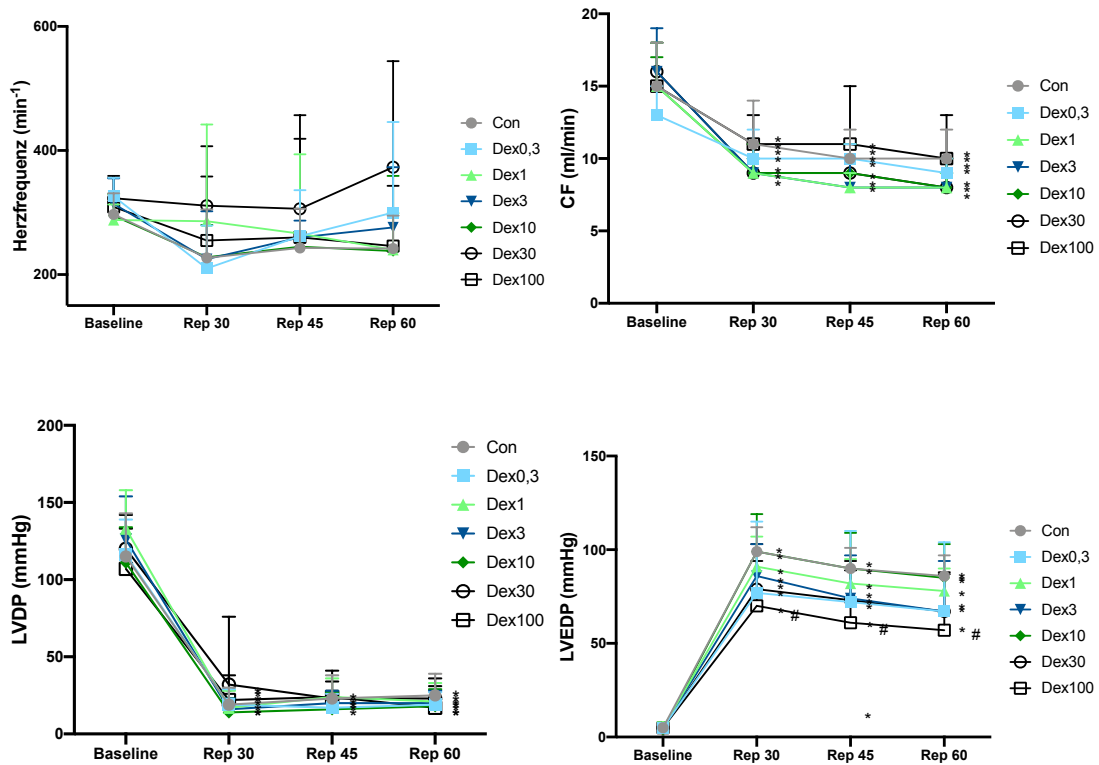 600
400
200
Herzfrequenz (min⁻¹)
Baseline
Rep 30
Rep 45
Rep 60
Con
Dex0,3
Dex1
Dex3
Dex10
Dex30
Dex100
20
15
10
5
0
CF (ml/min)
Baseline
Rep 30
Rep 45
Rep 60
Con
Dex0,3
Dex1
Dex3
Dex10
Dex30
Dex100
200
150
100
50
0
LVDP (mmHg)
Baseline
Rep 30
Rep 45
Rep 60
Con
Dex0,3
Dex1
Dex3
Dex10
Dex30
Dex100
150
100
50
0
LVEDP (mmHg)
#
#
#
*
Baseline
Rep 30
Rep 45
Rep 60
Con
Dex0,3
Dex1
Dex3
Dex10
Dex30
Dex100